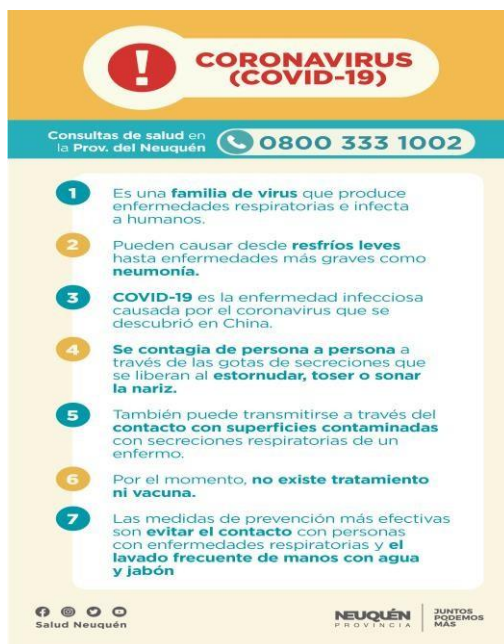 !
CORONAVIRUS
(COVID-19)
Consultas de salud en
la Prov. del Neuquén
0800 333 1002
1
Es una familia de virus que produce
enfermedades respiratorias e infecta
a humanos.
2
Pueden causar desde resfríos leves
hasta enfermedades más graves como
neumonía.
3
COVID-19 es la enfermedad infecciosa
causada por el coronavirus que se
descubrió en China.
4
Se contagia de persona a persona a
través de las gotas de secreciones que
se liberan al estornudar, toser o sonar
la nariz.
5
También puede transmitirse a través del
contacto con superficies contaminadas
con secreciones respiratorias de un
enfermo.
6
Por el momento, no existe tratamiento
ni vacuna.
7
Las medidas de prevención más efectivas
son evitar el contacto con personas
con enfermedades respiratorias y el
lavado frecuente de manos con agua
y jabón
Salud Neuquén
NEUQUÉN
PROVINCIA
JUNTOS
PODEMOS
MÁS